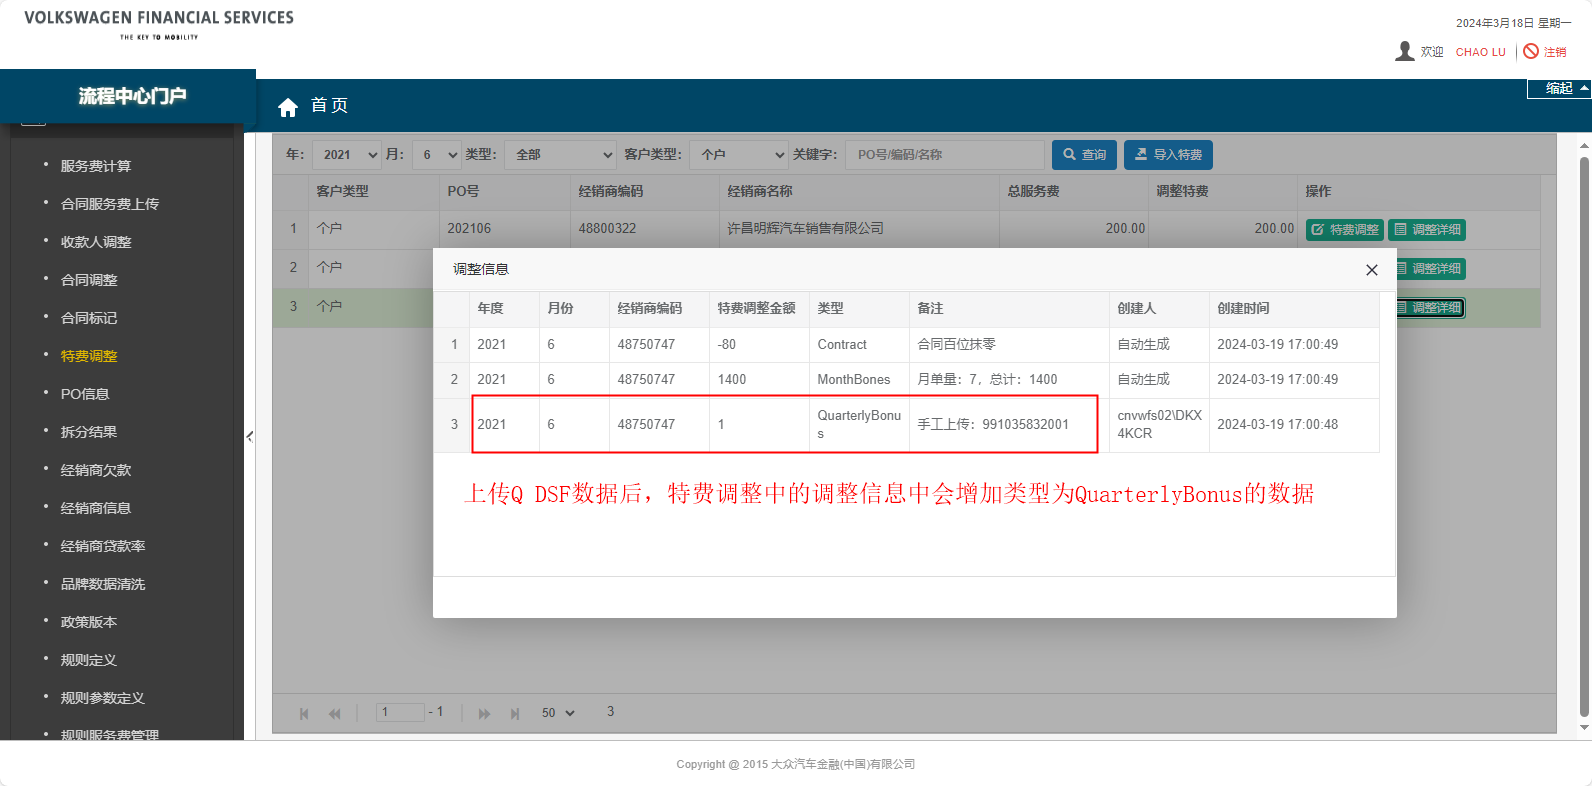 VOLKSWAGEN FINANCIAL SERVICES
THE KEY TO MOBILITY
2024年3月18日 星期一
欢迎 CHAO LU 注销
流程中心门户
首页
缩起
服务费计算
合同服务费上传
收款人调整
合同调整
合同标记
特费调整
PO信息
拆分结果
经销商欠款
经销商信息
经销商贷款率
品牌数据清洗
政策版本
规则定义
规则参数定义
规则服务费管理
年: 2021 月: 6 类型: 全部 客户类型: 个户 关键字: PO号/编码/名称 查询 导入特费
客户类型 PO号 经销商编码 经销商名称 总服务费 调整特费 操作
1 个户 202106 48800322 许昌明辉汽车销售有限公司 200.00 200.00 特费调整 调整详细
2 个户 调整详细
3 个户 调整详细
调整信息
年度 月份 经销商编码 特费调整金额 类型 备注 创建人 创建时间
1 2021 6 48750747 -80 Contract 合同百位抹零 自动生成 2024-03-19 17:00:49
2 2021 6 48750747 1400 MonthBones 月单量：7，总计：1400 自动生成 2024-03-19 17:00:49
3 2021 6 48750747 1 QuarterlyBonu
s 手工上传：991035832001 cnvwfs02\DKX
4KCR 2024-03-19 17:00:48
上传Q DSF数据后，特费调整中的调整信息中会增加类型为QuarterlyBonus的数据
1 - 1 50 3
Copyright @ 2015 大众汽车金融(中国)有限公司